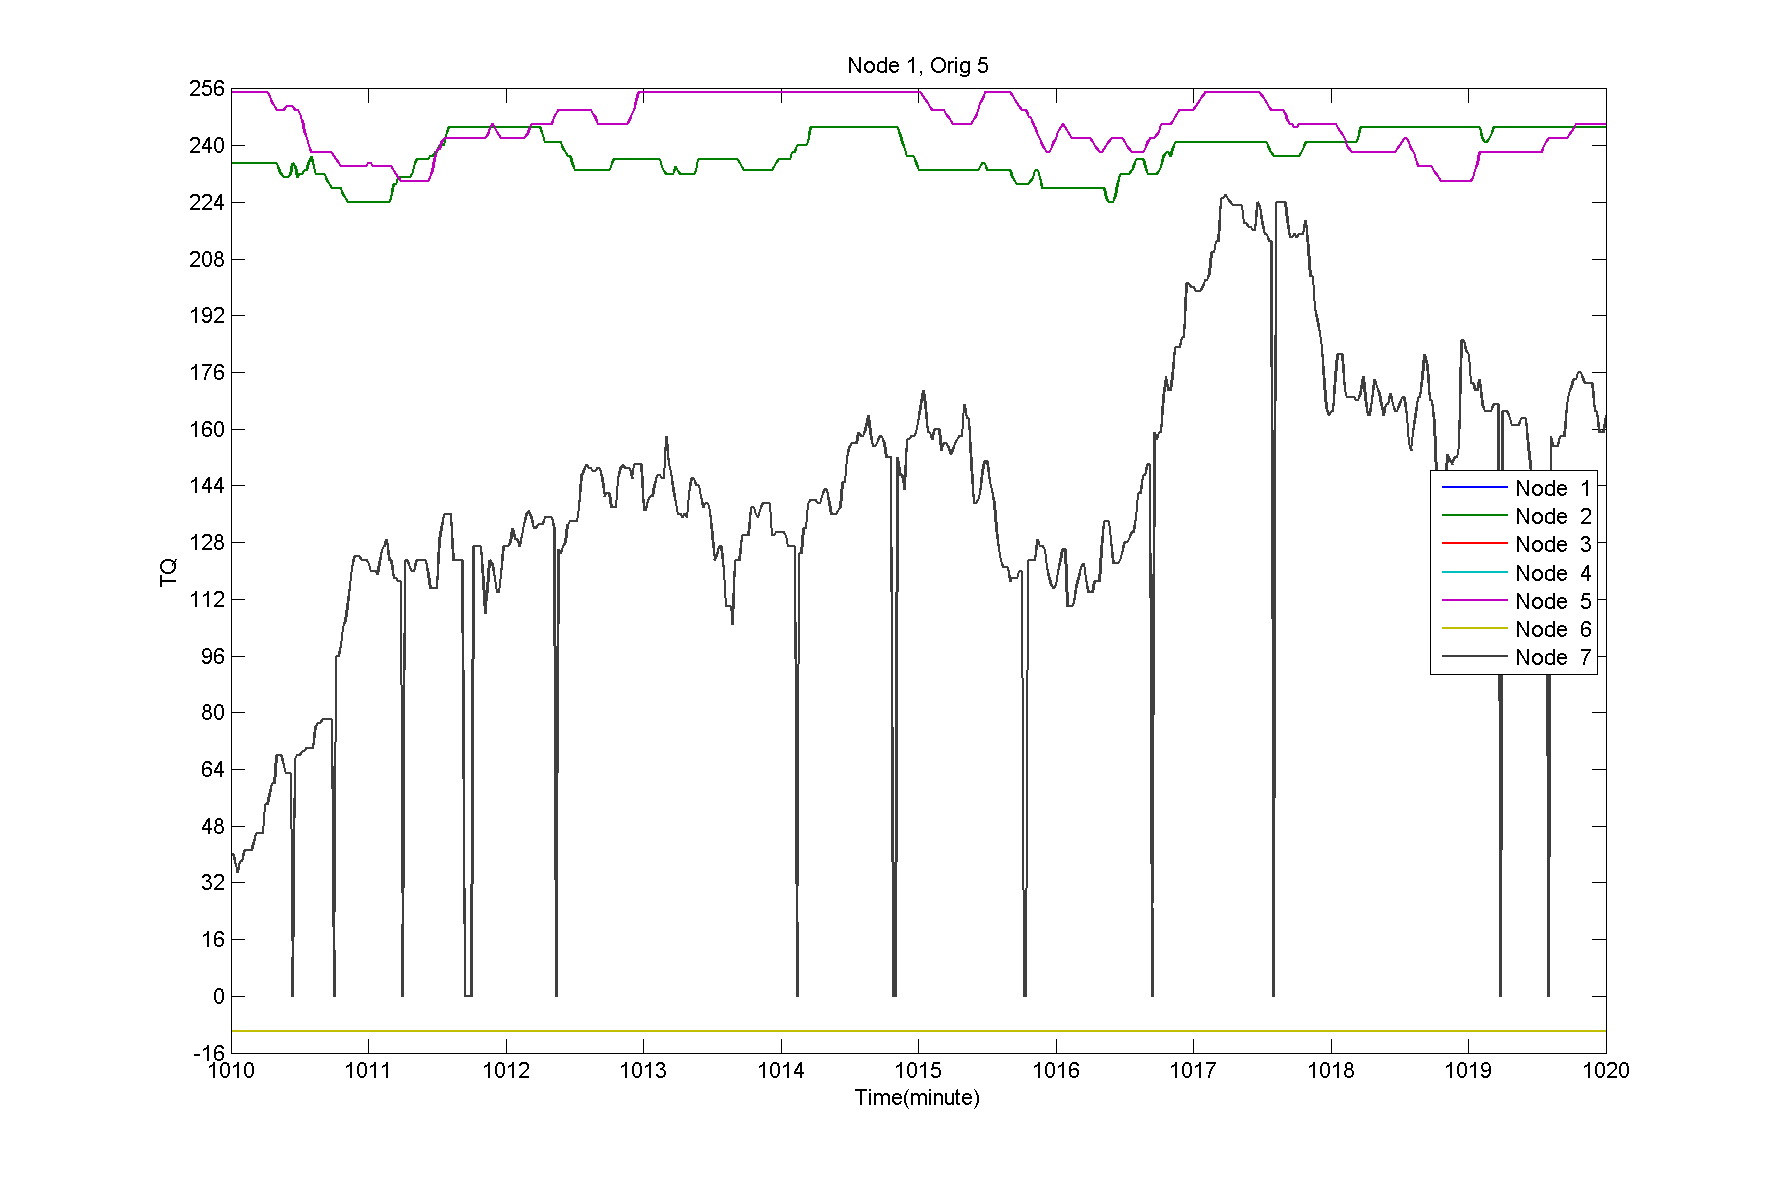 Node 1, Orig 5
256
240
224
208
192
176
160
144
128
112
96
80
64
48
32
16
0
-16
TQ
Node 1
Node 2
Node 3
Node 4
Node 5
Node 6
Node 7
1010 1011 1012 1013 1014 1015 1016 1017 1018 1019 1020
Time(minute)